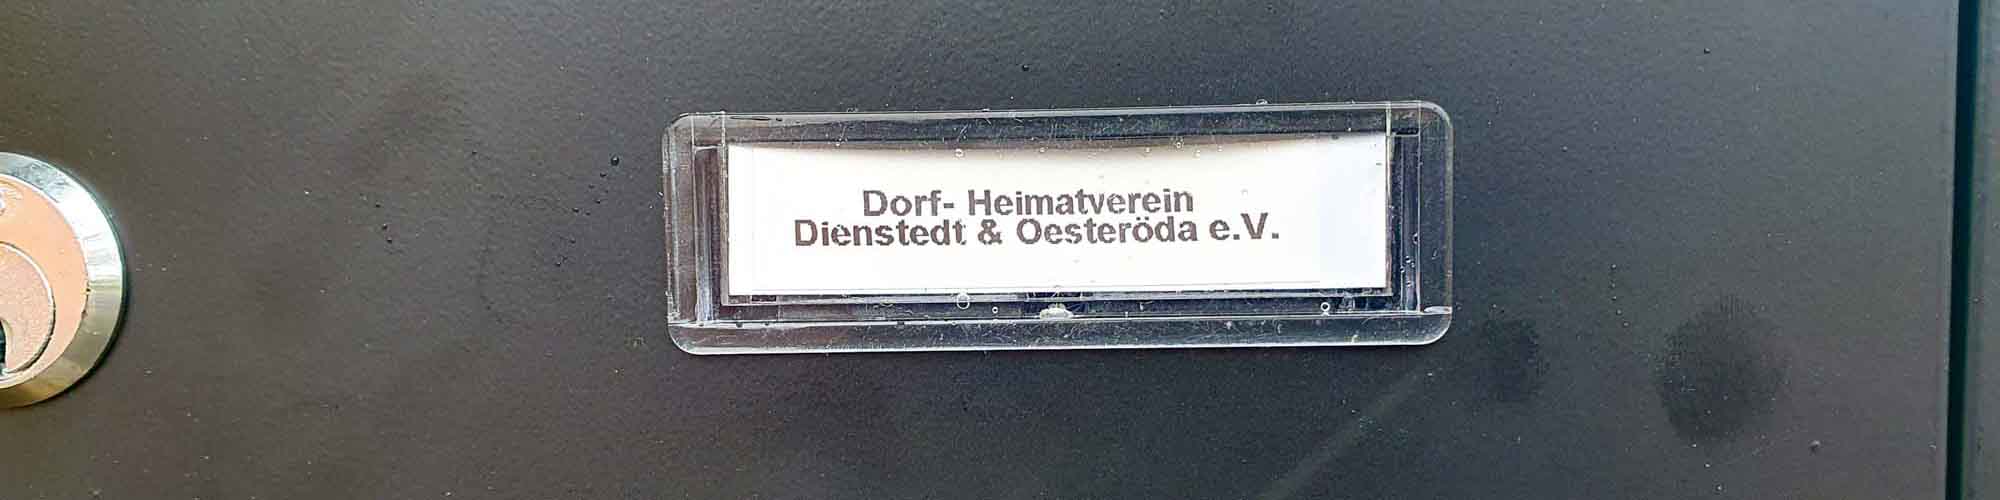 Dorf- Heimatverein
Dienstedt & Oesteröda e.V.